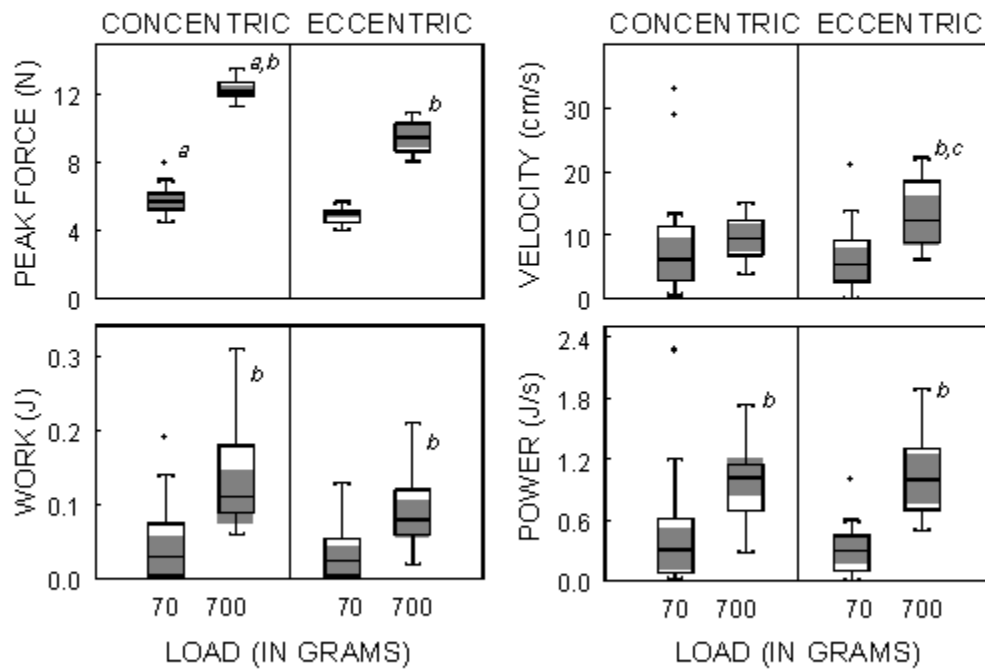 CONCENTRIC ECCENTRIC
PEAK FORCE (N)
12
8
4
0
a
a,b
b
CONCENTRIC ECCENTRIC
VELOCITY (cm/s)
30
20
10
0
b,c
WORK (J)
0.3
0.2
0.1
0.0
b
b
70 700 70 700
LOAD (IN GRAMS)
POWER (J/s)
2.4
1.8
1.2
0.6
0.0
b
b
70 700 70 700
LOAD (IN GRAMS)